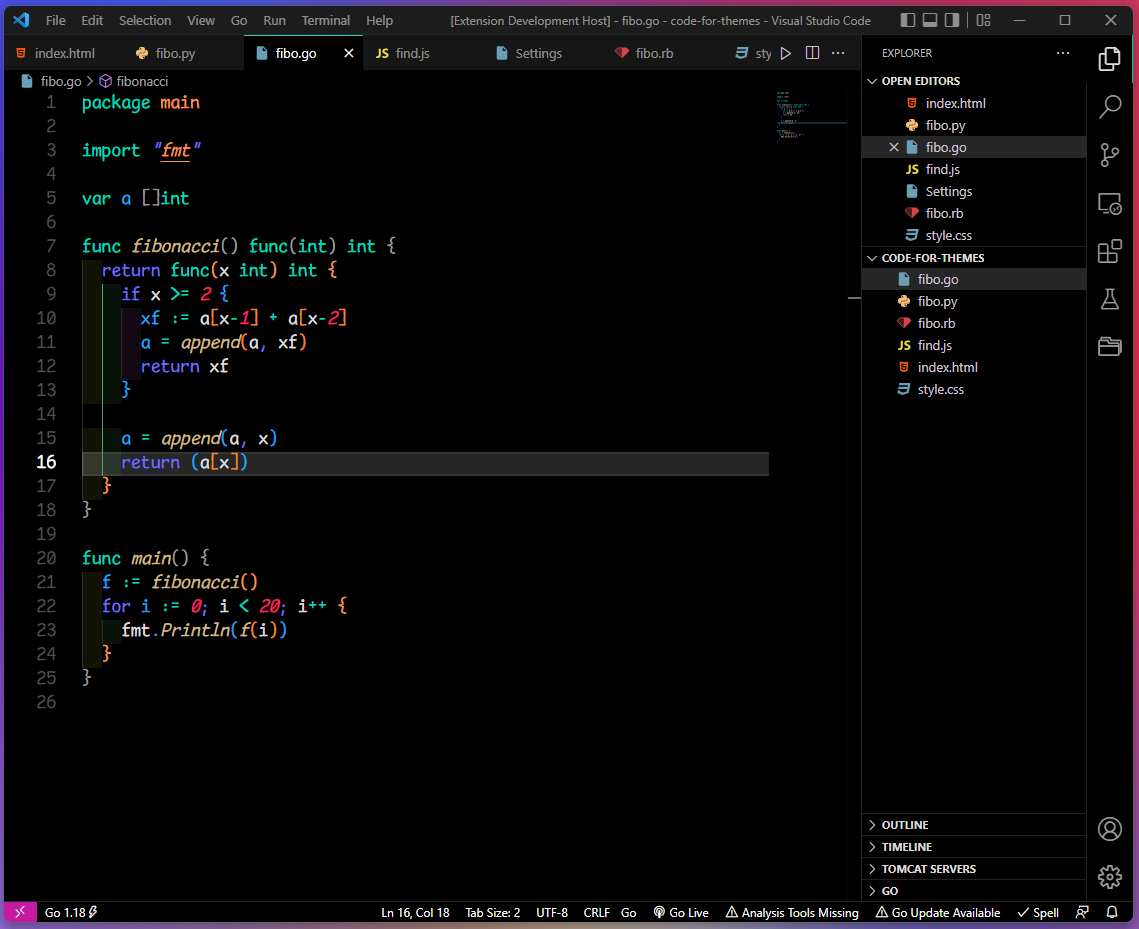 File Edit Selection View Go Run Terminal Help [Extension Development Host] - fibo.go - code-for-themes - Visual Studio Code
index.html fibo.py fibo.go JS find.js Settings fibo.rb sty
fibo.go > fibonacci
1 package main
2
3 import "fmt"
4
5 var a []int
6
7 func fibonacci() func(int) int {
8 return func(x int) int {
9 if x >= 2 {
10 xf := a[x-1] + a[x-2]
11 a = append(a, xf)
12 return xf
13 }
14
15 a = append(a, x)
16 return (a[x])
17 }
18 }
19
20 func main() {
21 f := fibonacci()
22 for i := 0; i < 20; i++ {
23 fmt.Println(f(i))
24 }
25 }
26
EXPLORER
OPEN EDITORS
index.html
fibo.py
fibo.go
JS find.js
Settings
fibo.rb
style.css
CODE-FOR-THEMES
fibo.go
fibo.py
fibo.rb
JS find.js
index.html
style.css
OUTLINE
TIMELINE
TOMCAT SERVERS
GO
Go 1.18 Ln 16, Col 18 Tab Size: 2 UTF-8 CRLF Go Go Live Analysis Tools Missing Go Update Available Spell